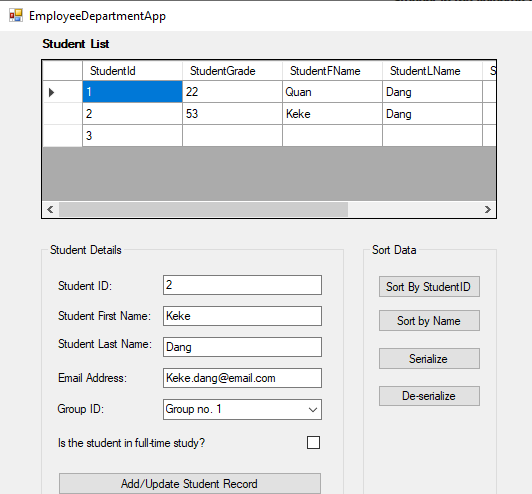 EmployeeDepartmentApp
Student List
StudentId StudentGrade StudentFName StudentLName S
1 22 Quan Dang
2 53 Keke Dang
3
Student Details
Student ID: 2
Student First Name: Keke
Student Last Name: Dang
Email Address: Keke.dang@email.com
Group ID: Group no. 1
Is the student in full-time study?
Add/Update Student Record
Sort Data
Sort By StudentID
Sort by Name
Serialize
De-serialize